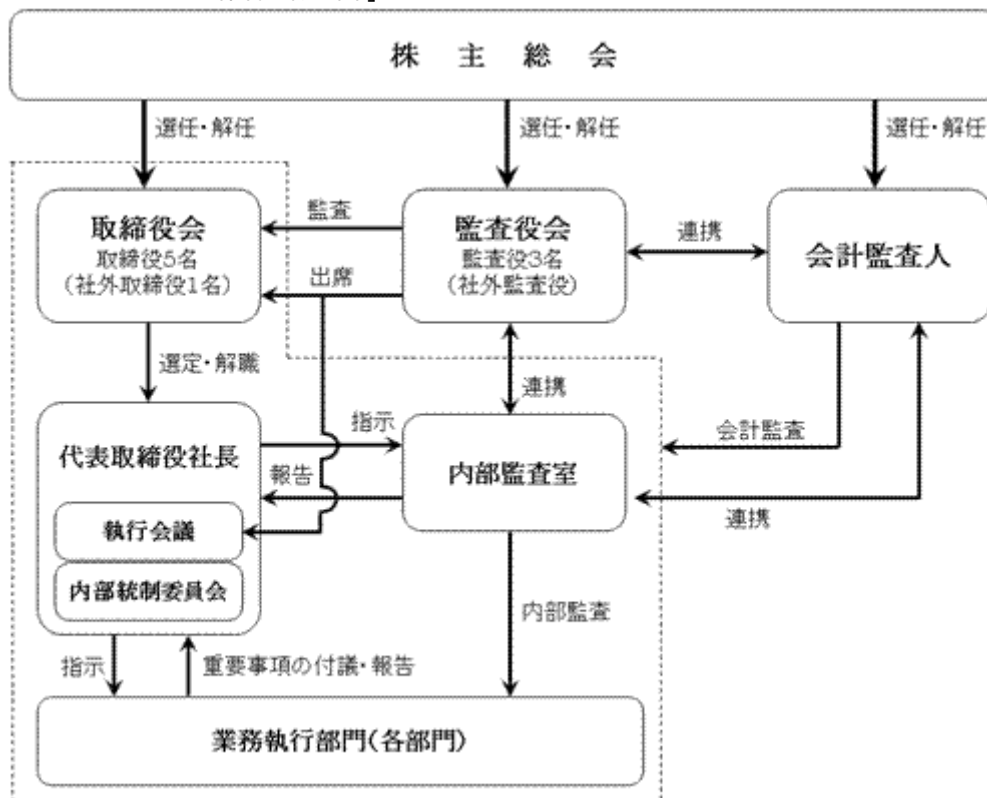 株主総会
選任・解任
選任・解任
選任・解任
取締役会
取締役5名
(社外取締役1名)
監査
出席
監査役会
監査役3名
(社外監査役)
連携
会計監査人
選定・解職
連携
代表取締役社長
指示
報告
内部監査室
会計監査
連携
執行会議
内部統制委員会
内部監査
指示
重要事項の付議・報告
業務執行部門(各部門)